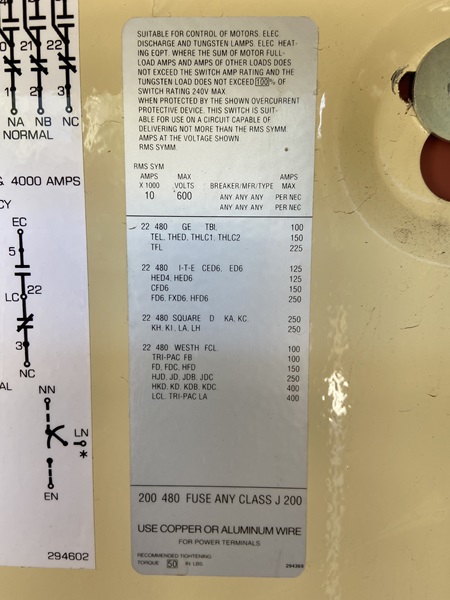 0 21 22
1 2 3
NA NB NC
NORMAL
4000 AMPS
CY
EC
5
22
LC
3
NC
AL
NN
LN
*
EN
294602
SUITABLE FOR CONTROL OF MOTORS. ELEC.
DISCHARGE AND TUNGSTEN LAMPS. ELEC. HEAT-
ING EQPT. WHERE THE SUM OF MOTOR FULL-
LOAD AMPS AND AMPS OF OTHER LOADS DOES
NOT EXCEED THE SWITCH AMP RATING AND THE
TUNGSTEN LOAD DOES NOT EXCEED 100% OF
SWITCH RATING 240V MAX.
WHEN PROTECTED BY THE SHOWN OVERCURRENT
PROTECTIVE DEVICE. THIS SWITCH IS SUIT-
ABLE FOR USE ON A CIRCUIT CAPABLE OF
DELIVERING NOT MORE THAN THE RMS SYMM
AMPS AT THE VOLTAGE SHOWN.
RMS SYMM.
RMS SYM
AMPS MAX AMPS
X 1000 VOLTS BREAKER/MFR/TYPE MAX
10 600 ANY ANY ANY PER NEC
ANY ANY ANY PER NEC
22 480 GE TBI. 100
TEL, THED, THLC1, THLC2 150
TFL 225
22 480 I-T-E CED6, ED6 125
HED4, HED6 125
CFD6 150
FD6, FXD6, HFD6 250
22 480 SQUARE D KA, KC. 250
KH, KI, LA, LH 250
22 480 WESTH FCL. 100
TRI-PAC FB 100
FD, FDC, HFD 150
HJD, JD, JDB, JDC 250
HKD, KD, KDB, KDC 400
LCL, TRI-PAC LA 400
200 480 FUSE ANY CLASS J 200
USE COPPER OR ALUMINUM WIRE
FOR POWER TERMINALS
RECOMMENDED TIGHTENING
TORQUE 50 IN LBS.
294369